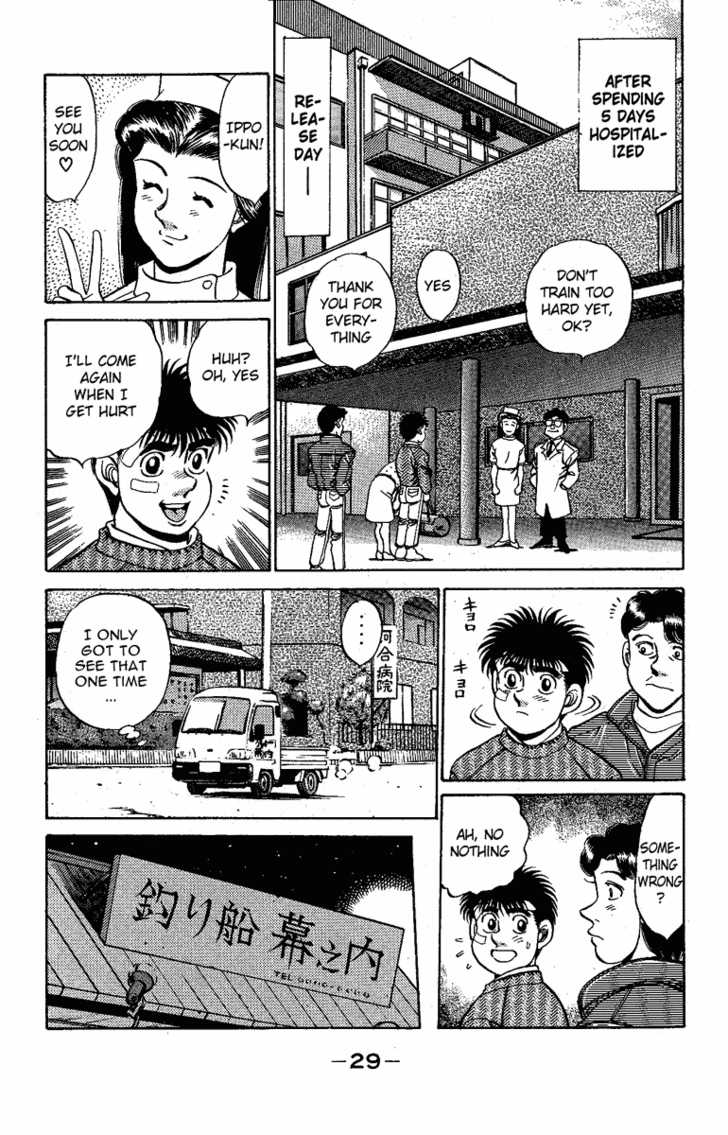 AFTER
SPENDING
5 DAYS
HOSPITAL-
IZED
RE-
LEA-
SE
DAY
—
DON'T
TRAIN TOO
HARD YET,
OK?
YES
THANK
YOU FOR
EVERY-
THING
IPPO
-KUN!
SEE
YOU
SOON
♡
HUH?
OH, YES
I'LL COME
AGAIN
WHEN I
GET HURT
キョロ
キョロ
....
河合病院
I ONLY
GOT TO
SEE THAT
ONE TIME
...
SOME-
THING
WRONG?
AH, NO
NOTHING
釣り船 幕之内
TEL
—29—